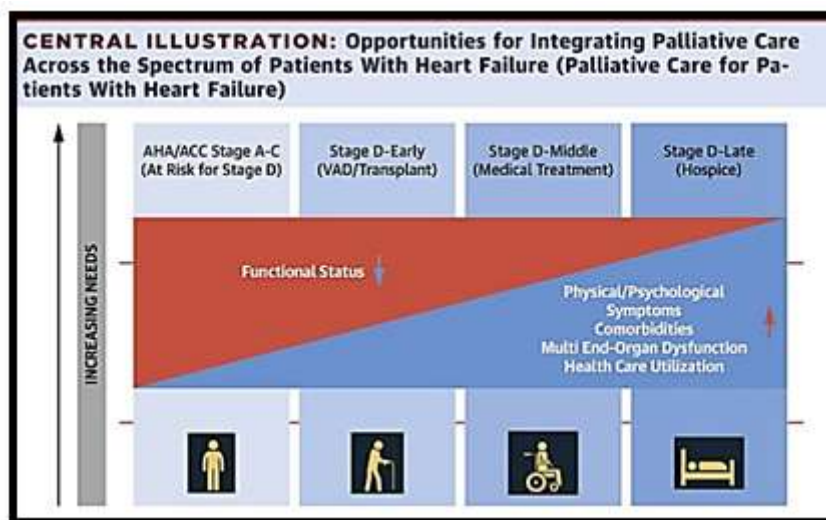 CENTRAL ILLUSTRATION: Opportunities for Integrating Palliative Care
Across the Spectrum of Patients With Heart Failure (Palliative Care for Pa-
tients With Heart Failure)
INCREASING NEEDS
AHA/ACC Stage A-C
(At Risk for Stage D)
Stage D-Early
(VAD/Transplant)
Stage D-Middle
(Medical Treatment)
Stage D-Late
(Hospice)
Functional Status
Physical/Psychological
Symptoms
Comorbidities
Multi End-Organ Dysfunction
Health Care Utilization